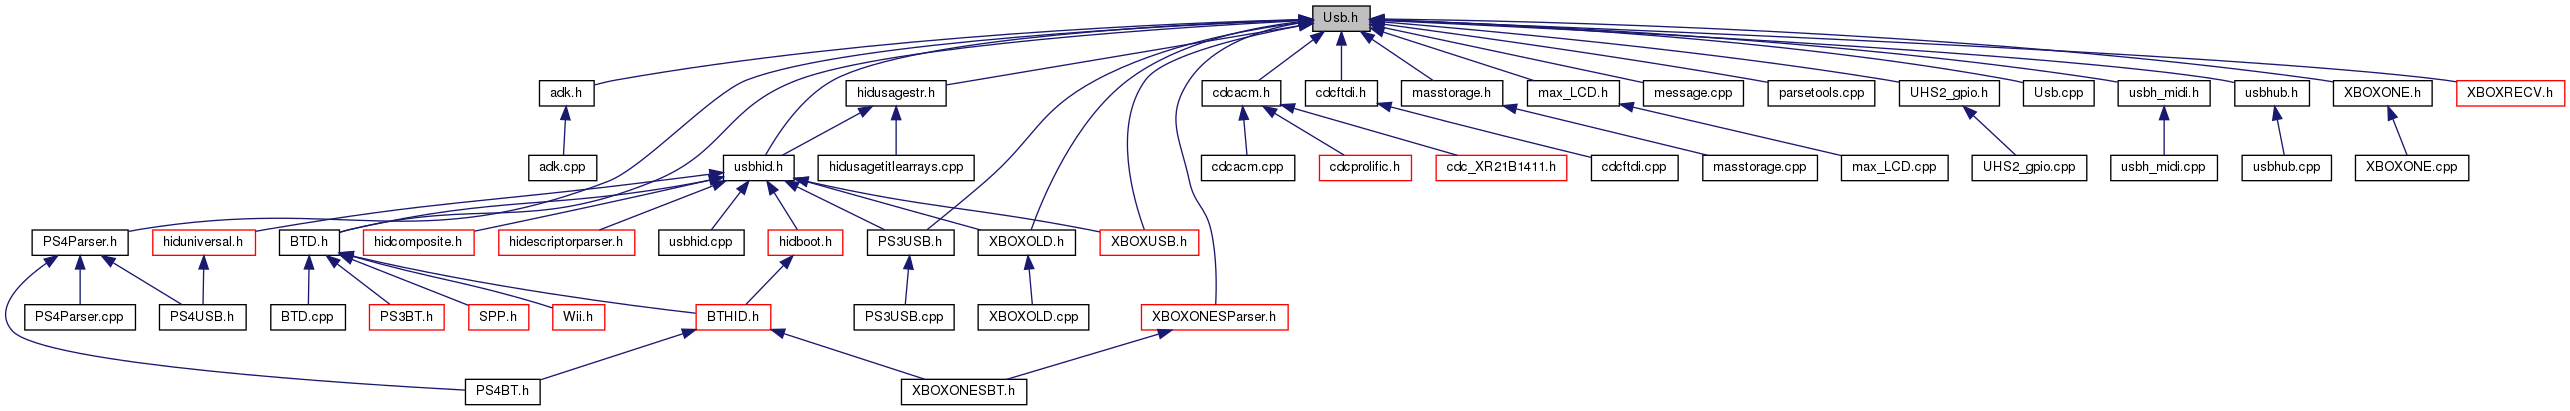 Usb.h
adk.h
hidusagestr.h
cdcacm.h
cdcftdi.h
masstorage.h
max_LCD.h
message.cpp
parsetools.cpp
UHS2_gpio.h
Usb.cpp
usbh_midi.h
usbhub.h
XBOXONE.h
XBOXRECV.h
adk.cpp
usbhid.h
hidusagetitlearrays.cpp
cdcacm.cpp
cdcprolific.h
cdc_XR21B1411.h
cdcftdi.cpp
masstorage.cpp
max_LCD.cpp
UHS2_gpio.cpp
usbh_midi.cpp
usbhub.cpp
XBOXONE.cpp
PS4Parser.h
hiduniversal.h
BTD.h
hidcomposite.h
hidescriptorparser.h
usbhid.cpp
hidboot.h
PS3USB.h
XBOXOLD.h
XBOXUSB.h
PS4Parser.cpp
PS4USB.h
BTD.cpp
PS3BT.h
SPP.h
Wii.h
BTHID.h
PS3USB.cpp
XBOXOLD.cpp
XBOXONESParser.h
PS4BT.h
XBOXONESBT.h